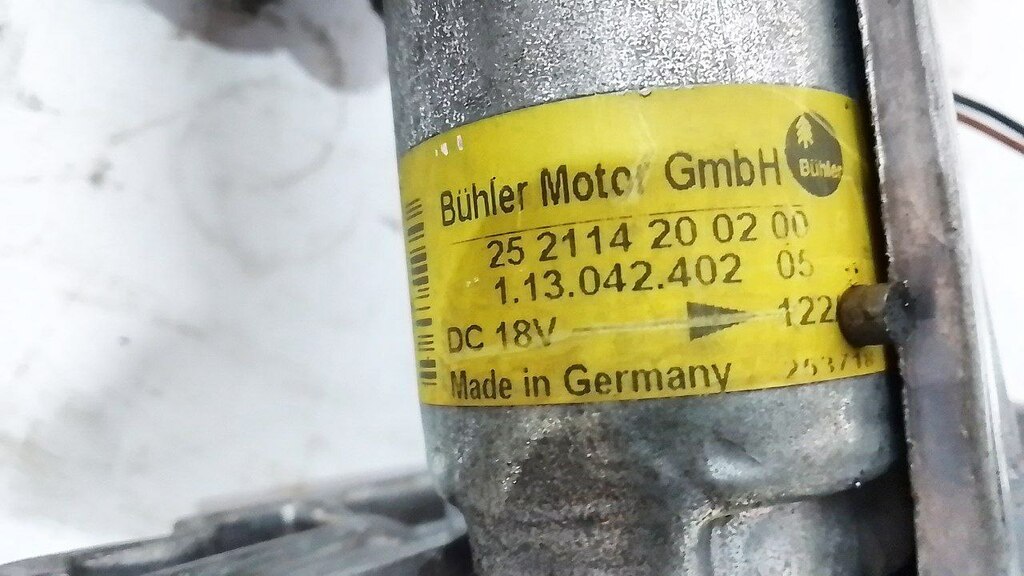 Bühler Motor GmbH
Bühler
25 2114 20 02 00
1.13.042.402 05
DC 18V 122
Made in Germany